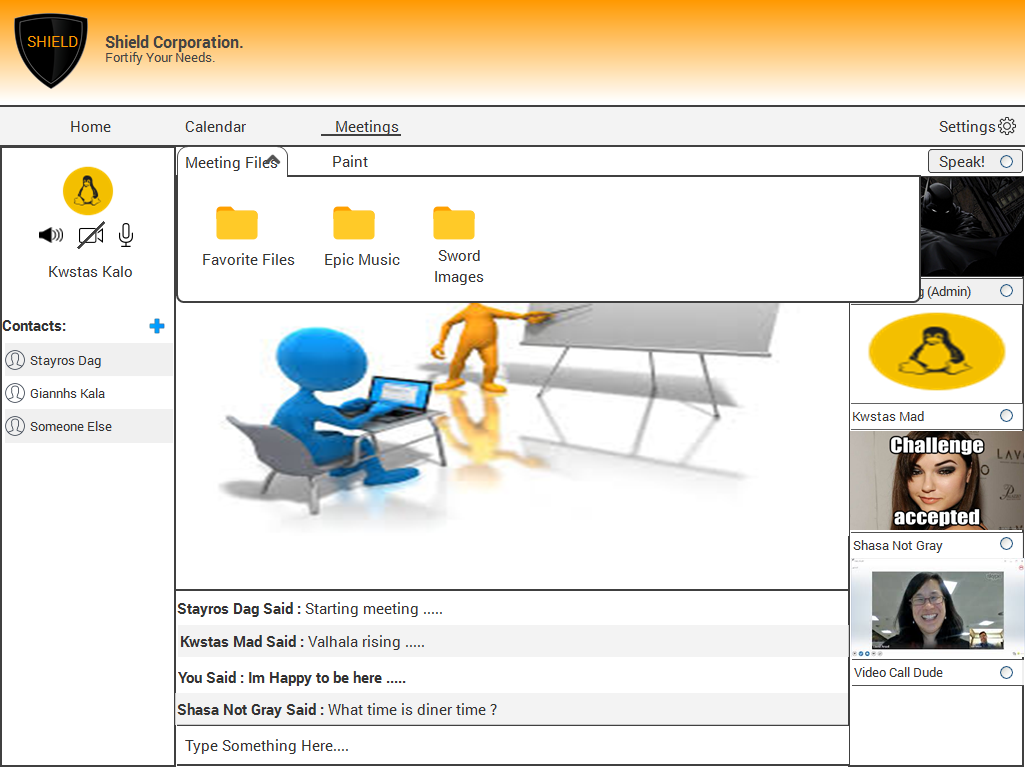 SHIELD
Shield Corporation.
Fortify Your Needs.
Home
Calendar
Meetings
Settings
Meeting Files
Paint
Speak!
Kwstas Kalo
Contacts:
Stayros Dag
Giannhs Kala
Someone Else
Favorite Files
Epic Music
Sword
Images
g (Admin)
Kwstas Mad
Challenge
LAV
accepted
Shasa Not Gray
Video Call Dude
Stayros Dag Said : Starting meeting .....
Kwstas Mad Said : Valhala rising .....
You Said : Im Happy to be here .....
Shasa Not Gray Said : What time is diner time ?
Type Something Here....